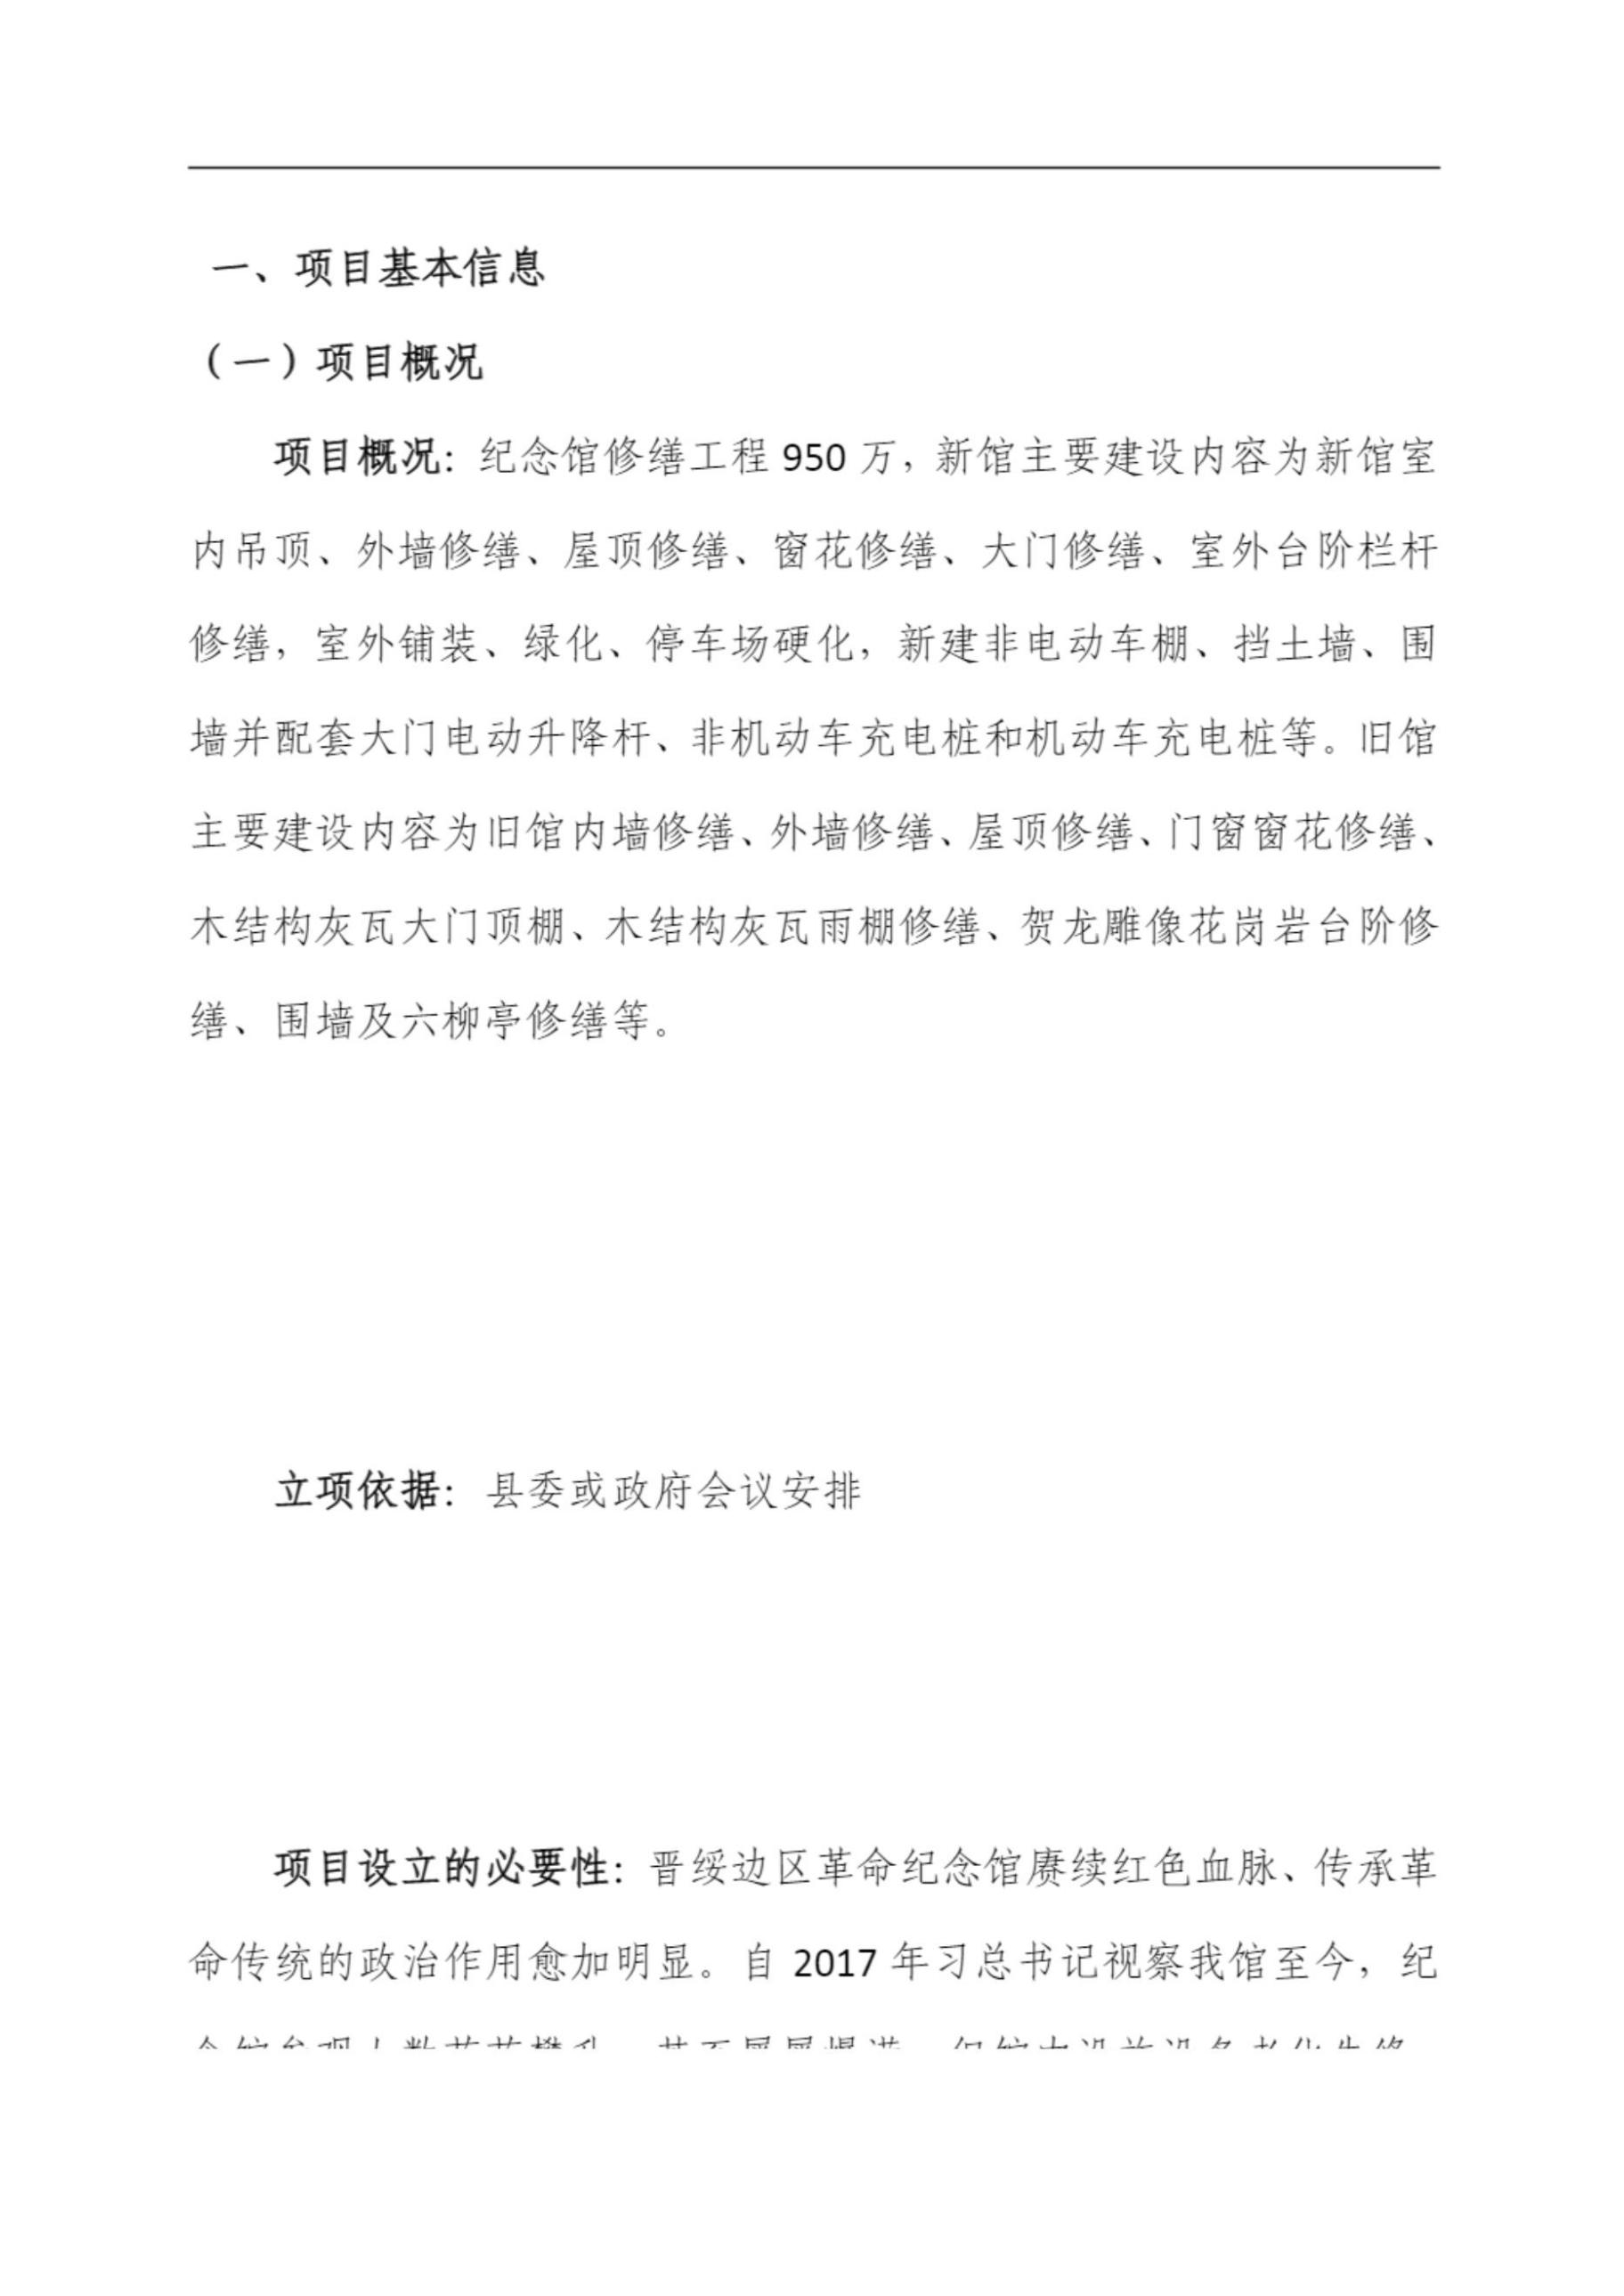 一、项目基本信息
（一）项目概况
项目概况：纪念馆修缮工程 950 万，新馆主要建设内容为新馆室
内吊顶、外墙修缮、屋顶修缮、窗花修缮、大门修缮、室外台阶栏杆
修缮，室外铺装、绿化、停车场硬化，新建非电动车棚、挡土墙、围
墙并配套大门电动升降杆、非机动车充电桩和机动车充电桩等。旧馆
主要建设内容为旧馆内墙修缮、外墙修缮、屋顶修缮、门窗窗花修缮、
木结构灰瓦大门顶棚、木结构灰瓦雨棚修缮、贺龙雕像花岗岩台阶修
缮、围墙及六柳亭修缮等。
立项依据：县委或政府会议安排
项目设立的必要性：晋绥边区革命纪念馆赓续红色血脉、传承革
命传统的政治作用愈加明显。自 2017 年习总书记视察我馆至今，纪